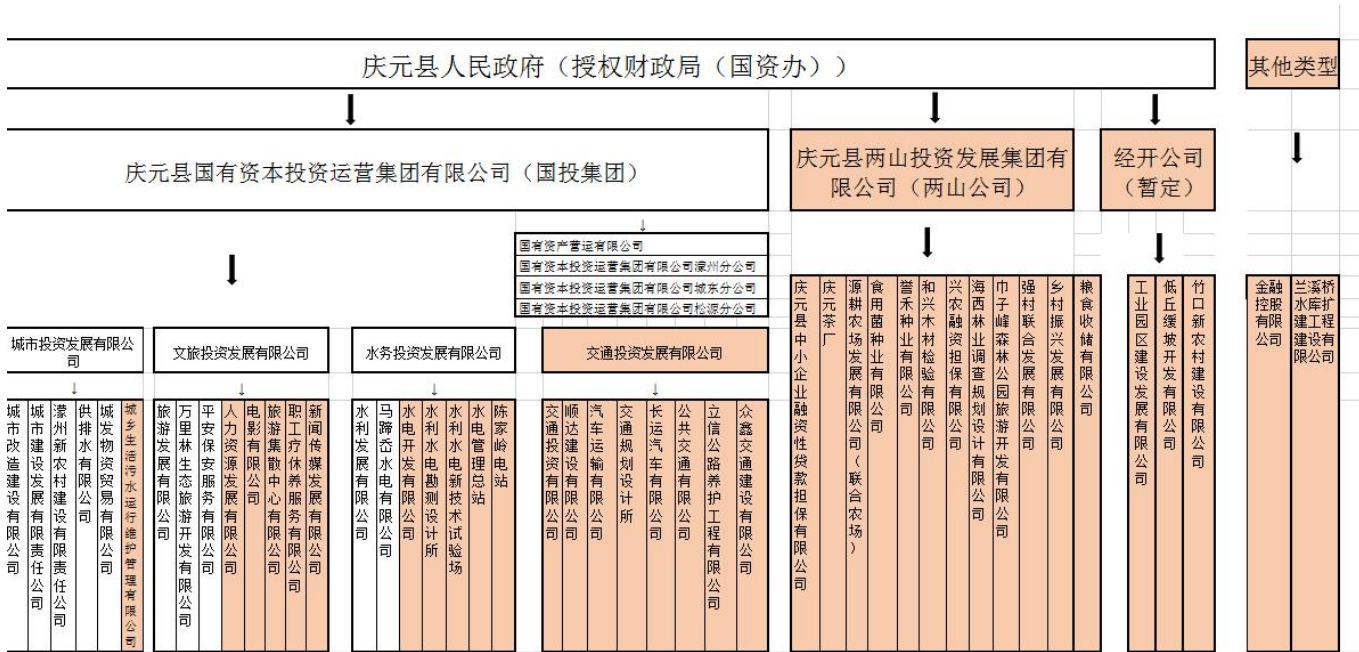 庆元县人民政府（授权财政局（国资办））
其他类型
庆元县国有资本投资运营集团有限公司（国投集团）
庆元县两山投资发展集团有
限公司（两山公司）
经开公司
（暂定）
国有资产营运有限公司
国有资本投资运营集团有限公司濛州分公司
国有资本投资运营集团有限公司城东分公司
国有资本投资运营集团有限公司松源分公司
城市投资发展有限公
司
文旅投资发展有限公司
水务投资发展有限公司
交通投资发展有限公司
城市改造建设有限公司
城市建设发展有限责任公司
濛州新农村建设有限责任公司
供排水有限公司
城发物资贸易有限公司
城乡生活污水运行维护管理有限公司
旅游发展有限公司
万里林生态旅游开发有限公司
平安保安服务有限公司
人力资源发展有限公司
电影有限公司
旅游集散中心有限公司
职工疗休养服务有限公司
新闻传媒发展有限公司
水利发展有限公司
马蹄岙水电有限公司
水电开发有限公司
水利水电勘测设计所
水利水电新技术试验场
水电管理总站
陈家岭电站
交通投资有限公司
顺达建设有限公司
汽车运输有限公司
交通规划设计所
长运汽车有限公司
公共交通有限公司
立信公路养护工程有限公司
众鑫交通建设有限公司
庆元县中小企业融资性贷款担保有限公司
庆元茶厂
源耕农场发展有限公司（联合农场）
食用菌种业有限公司
誉禾种业有限公司
和兴木材检验有限公司
兴农融资担保有限公司
海西林业调查规划设计有限公司
巾子峰森林公园旅游开发有限公司
强村联合发展有限公司
乡村振兴发展有限公司
粮食收储有限公司
工业园区建设发展有限公司
低丘缓坡开发有限公司
竹口新农村建设有限公司
金融控股有限公司
兰溪桥水库扩建工程建设有限公司